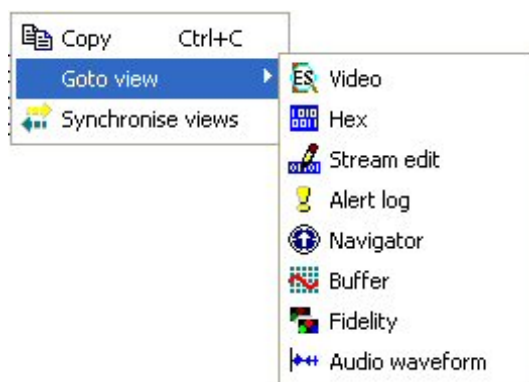 Copy Ctrl+C
Goto view
Synchronise views
Video
Hex
Stream edit
Alert log
Navigator
Buffer
Fidelity
Audio waveform